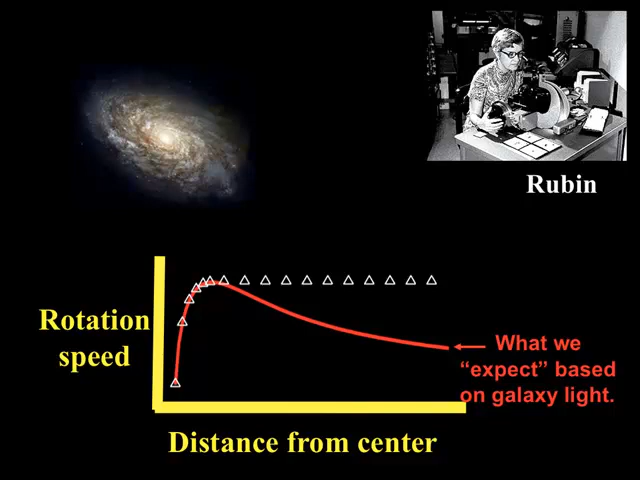 Rubin
Rotation
speed
What we
“expect” based
on galaxy light.
Distance from center